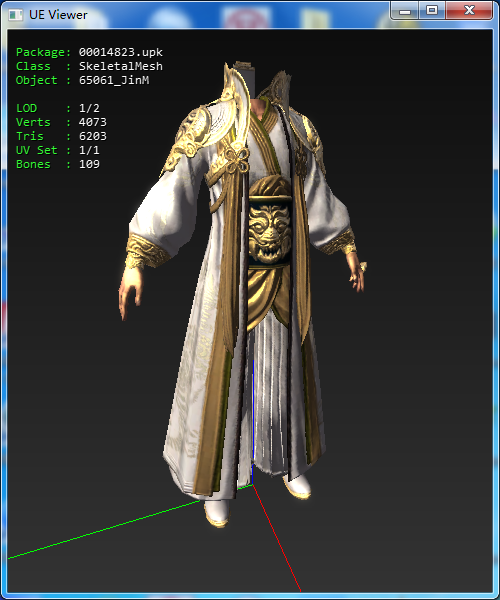 UE Viewer
Package: 00014823.upk
Class : SkeletalMesh
Object : 65061_JinM
LOD : 1/2
Verts : 4073
Tris : 6203
UV Set : 1/1
Bones : 109